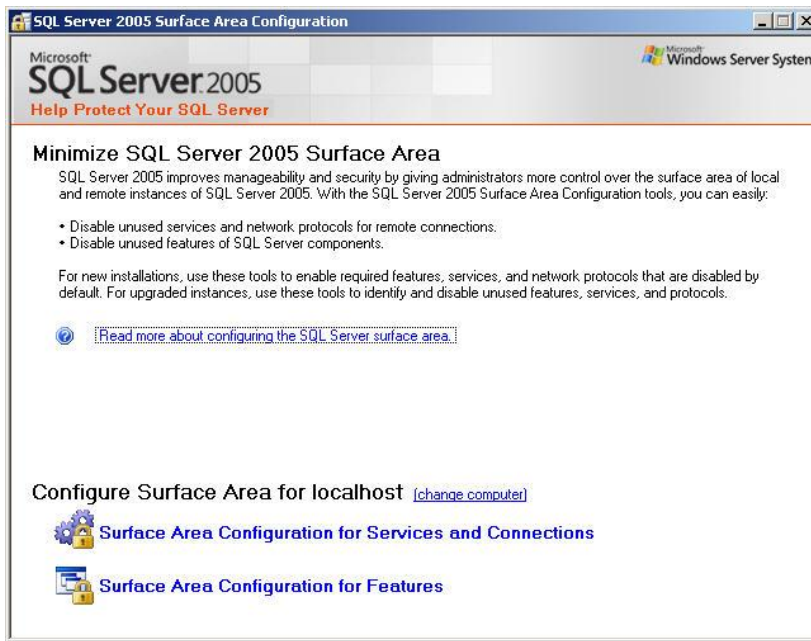 SQL Server 2005 Surface Area Configuration
Microsoft
SQL Server 2005
Microsoft
Windows Server System
Help Protect Your SQL Server
Minimize SQL Server 2005 Surface Area
SQL Server 2005 improves manageability and security by giving administrators more control over the surface area of local
and remote instances of SQL Server 2005. With the SQL Server 2005 Surface Area Configuration tools, you can easily:
• Disable unused services and network protocols for remote connections.
• Disable unused features of SQL Server components.
For new installations, use these tools to enable required features, services, and network protocols that are disabled by
default. For upgraded instances, use these tools to identify and disable unused features, services, and protocols.
Read more about configuring the SQL Server surface area.
Configure Surface Area for localhost (change computer)
Surface Area Configuration for Services and Connections
Surface Area Configuration for Features